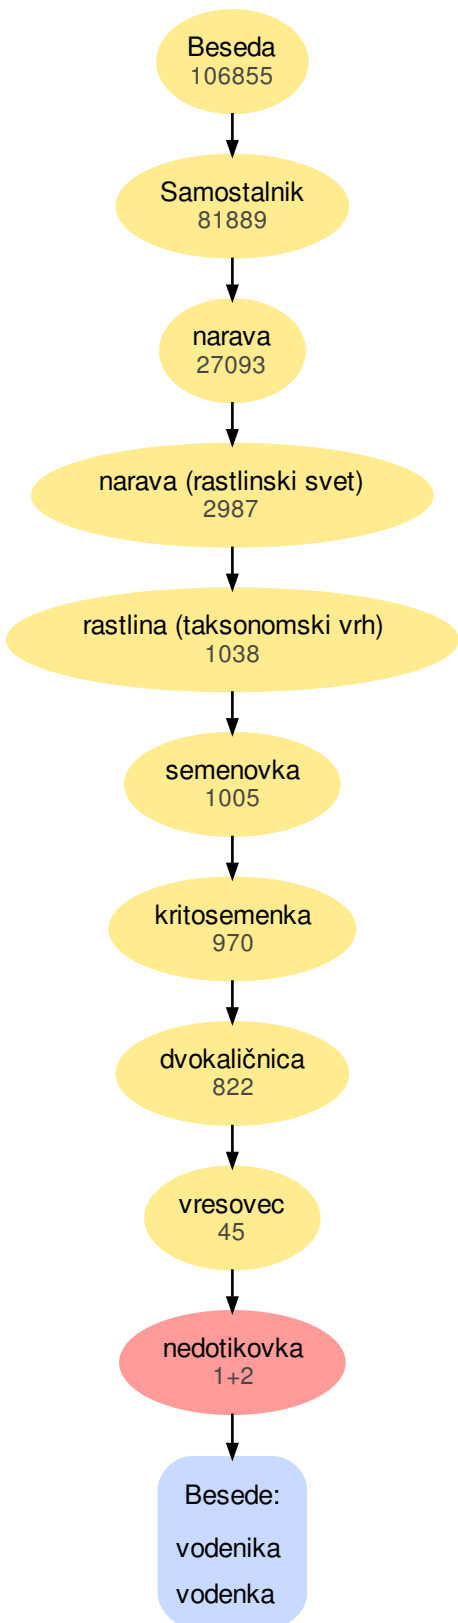 Beseda
106855
Samostalnik
81889
narava
27093
narava (rastlinski svet)
2987
rastlina (taksonomski vrh)
1038
semenovka
1005
kritosemenka
970
dvokaličnica
822
vresovec
45
nedotikovka
1+2
Besede:
vodenika
vodenka